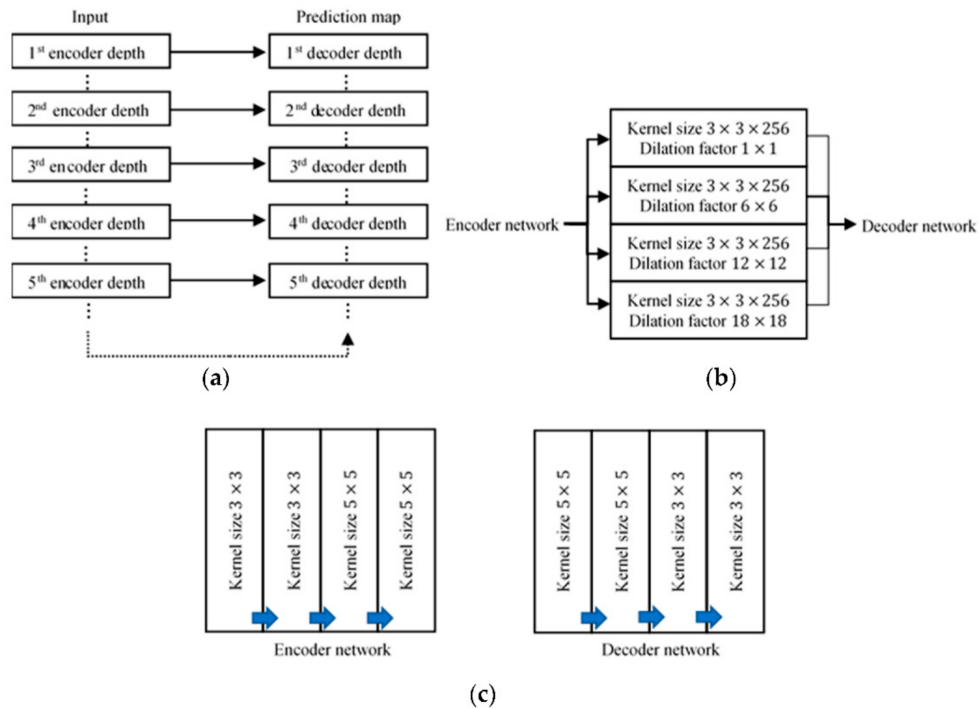 Input
Prediction map
1st encoder depth
1st decoder depth
2nd encoder depth
2nd decoder depth
3rd encoder depth
3rd decoder depth
4th encoder depth
4th decoder depth
5th encoder depth
5th decoder depth
(a)
Encoder network
Kernel size 3 × 3 × 256
Dilation factor 1 × 1
Kernel size 3 × 3 × 256
Dilation factor 6 × 6
Kernel size 3 × 3 × 256
Dilation factor 12 × 12
Kernel size 3 × 3 × 256
Dilation factor 18 × 18
Decoder network
(b)
Kernel size 3 × 3
Kernel size 3 × 3
Kernel size 5 × 5
Kernel size 5 × 5
Encoder network
Kernel size 5 × 5
Kernel size 5 × 5
Kernel size 3 × 3
Kernel size 3 × 3
Decoder network
(c)